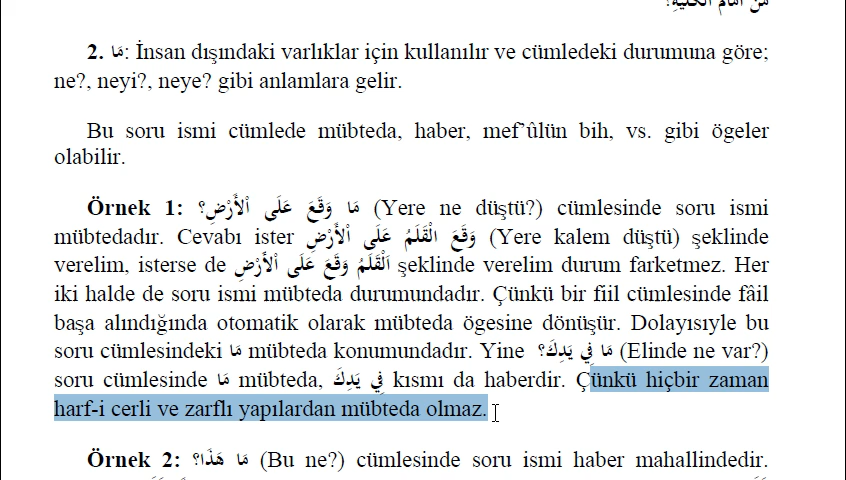 مَنْ أَمَامَ الْكُلِّيَّةِ؟
2. مَا: İnsan dışındaki varlıklar için kullanılır ve cümledeki durumuna göre;
ne?, neyi?, neye? gibi anlamlara gelir.
Bu soru ismi cümlede mübteda, haber, mef’ûlün bih, vs. gibi ögeler
olabilir.
Örnek 1: مَا وَقَعَ عَلَى اْلأَرْضِ؟ (Yere ne düştü?) cümlesinde soru ismi
mübtedadır. Cevabı ister وَقَعَ الْقَلَمُ عَلَى اْلأَرْضِ (Yere kalem düştü) şeklinde
verelim, isterse de اَلْقَلَمُ وَقَعَ عَلَى اْلأَرْضِ şeklinde verelim durum farketmez. Her
iki halde de soru ismi mübteda durumundadır. Çünkü bir fiil cümlesinde fâil
başa alındığında otomatik olarak mübteda ögesine dönüşür. Dolayısiyle bu
soru cümlesindeki مَا mübteda konumundadır. Yine مَا فِي يَدِكَ؟ (Elinde ne var?)
soru cümlesinde مَا mübteda, فِي يَدِكَ kısmı da haberdir. Çünkü hiçbir zaman
harf-i cerli ve zarflı yapılardan mübteda olmaz.
Örnek 2: مَا هَذَا؟ (Bu ne?) cümlesinde soru ismi haber mahallindedir.